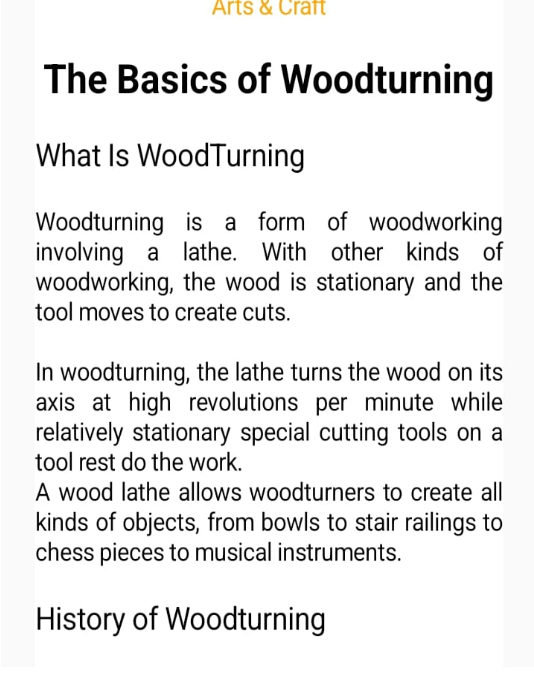 Arts & Craft
The Basics of Woodturning
What Is WoodTurning
Woodturning is a form of woodworking
involving a lathe. With other kinds of
woodworking, the wood is stationary and the
tool moves to create cuts.
In woodturning, the lathe turns the wood on its
axis at high revolutions per minute while
relatively stationary special cutting tools on a
tool rest do the work.
A wood lathe allows woodturners to create all
kinds of objects, from bowls to stair railings to
chess pieces to musical instruments.
History of Woodturning